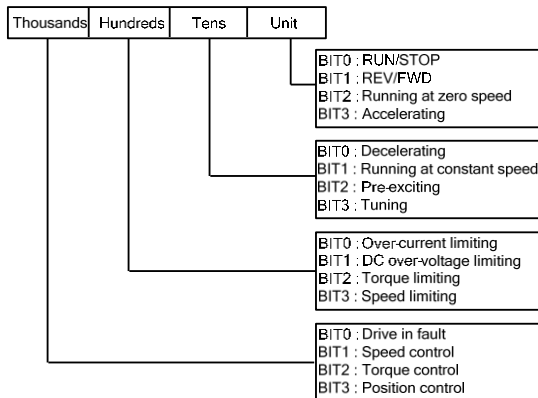 Thousands Hundreds Tens Unit
BIT0 : RUN/STOP
BIT1 : REV/FWD
BIT2 : Running at zero speed
BIT3 : Accelerating
BIT0 : Decelerating
BIT1 : Running at constant speed
BIT2 : Pre-exciting
BIT3 : Tuning
BIT0 : Over-current limiting
BIT1 : DC over-voltage limiting
BIT2 : Torque limiting
BIT3 : Speed limiting
BIT0 : Drive in fault
BIT1 : Speed control
BIT2 : Torque control
BIT3 : Position control